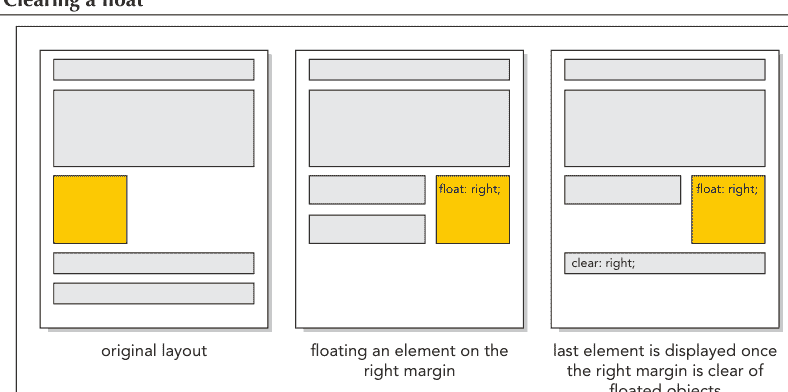 Clearing a float
float: right;
float: right;
clear: right;
original layout
floating an element on the
right margin
last element is displayed once
the right margin is clear of
floated objects